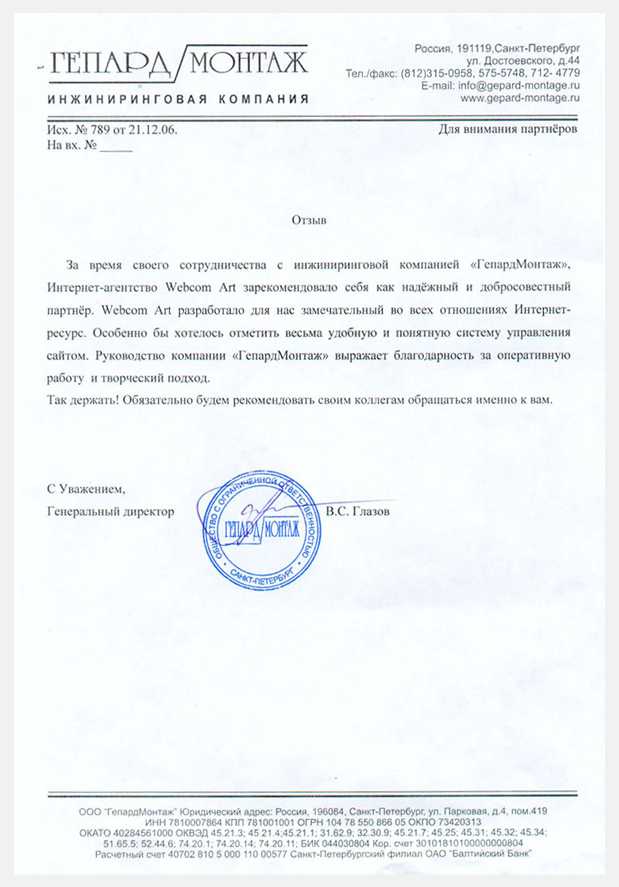 ГЕПАРД МОНТАЖ
ИНЖИНИРИНГОВАЯ КОМПАНИЯ
Россия, 191119,Санкт-Петербург
ул. Достоевского, д.44
Тел./факс: (812)315-0958, 575-5748, 712- 4779
E-mail: info@gepard-montage.ru
www.gepard-montage.ru
Исх. № 789 от 21.12.06.
Для внимания партнёров
На вх. № _____
Отзыв
За время своего сотрудничества с инжиниринговой компанией «ГепардМонтаж»,
Интернет-агентство Webcom Art зарекомендовало себя как надёжный и добросовестный
партнёр. Webcom Art разработало для нас замечательный во всех отношениях Интернет-
ресурс. Особенно бы хотелось отметить весьма удобную и понятную систему управления
сайтом. Руководство компании «ГепардМонтаж» выражает благодарность за оперативную
работу и творческий подход.
Так держать! Обязательно будем рекомендовать своим коллегам обращаться именно к вам.
С Уважением,
Генеральный директор
В.С. Глазов
ОБЩЕСТВО С ОГРАНИЧЕННОЙ ОТВЕТСТВЕННОСТЬЮ
ГЕПАРД МОНТАЖ
САНКТ-ПЕТЕРБУРГ
ООО "ГепардМонтаж" Юридический адрес: Россия, 196084, Санкт-Петербург, ул. Парковая, д.4, пом.419
ИНН 7810007864 КПП 781001001 ОГРН 104 78 550 866 05 ОКПО 73420313
ОКАТО 40284561000 ОКВЭД 45.21.3; 45.21.4;45.21.1; 31.62.9; 32.30.9; 45.21.7; 45.25; 45.31; 45.32; 45.34;
51.65.5; 52.44.6; 74.20.1; 74.20.14; 74.20.11; БИК 044030804 Кор. счет 30101810100000000804
Расчетный счет 40702 810 5 000 110 00577 Санкт-Петербургский филиал ОАО "Балтийский Банк"